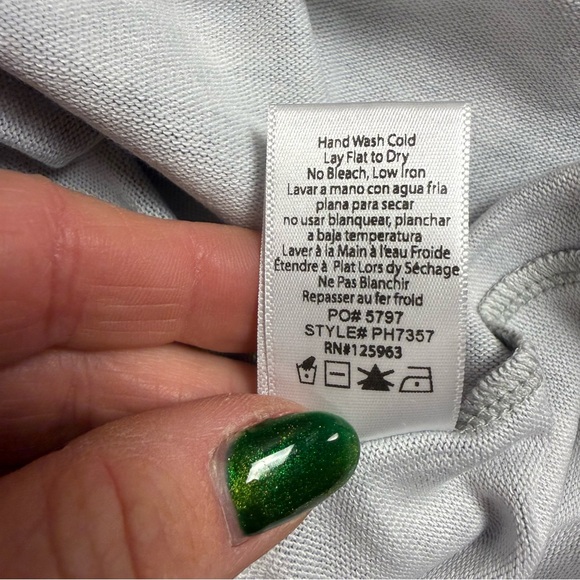 Hand Wash Cold
Lay Flat to Dry
No Bleach, Low Iron
Lavar a mano con agua fria
plana para secar
no usar blanquear, planchar
a baja temperatura
Laver à la Main à l'eau Froide
Étendre à Plat Lors dy Séchage
Ne Pas Blanchir
Repasser au fer froid
PO# 5797
STYLE# PH7357
RN#125963